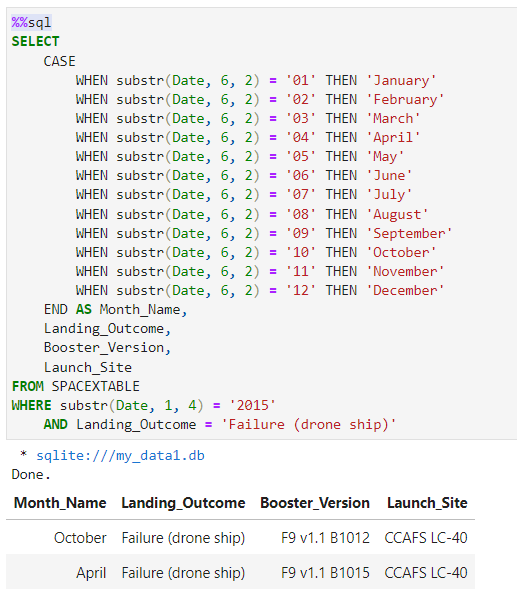 %%sql
SELECT
    CASE
        WHEN substr(Date, 6, 2) = '01' THEN 'January'
        WHEN substr(Date, 6, 2) = '02' THEN 'February'
        WHEN substr(Date, 6, 2) = '03' THEN 'March'
        WHEN substr(Date, 6, 2) = '04' THEN 'April'
        WHEN substr(Date, 6, 2) = '05' THEN 'May'
        WHEN substr(Date, 6, 2) = '06' THEN 'June'
        WHEN substr(Date, 6, 2) = '07' THEN 'July'
        WHEN substr(Date, 6, 2) = '08' THEN 'August'
        WHEN substr(Date, 6, 2) = '09' THEN 'September'
        WHEN substr(Date, 6, 2) = '10' THEN 'October'
        WHEN substr(Date, 6, 2) = '11' THEN 'November'
        WHEN substr(Date, 6, 2) = '12' THEN 'December'
    END AS Month_Name,
    Landing_Outcome,
    Booster_Version,
    Launch_Site
FROM SPACEXTABLE
WHERE substr(Date, 1, 4) = '2015'
    AND Landing_Outcome = 'Failure (drone ship)'
 * sqlite:///my_data1.db
Done.
Month_Name Landing_Outcome Booster_Version Launch_Site
October Failure (drone ship) F9 v1.1 B1012 CCAFS LC-40
April Failure (drone ship) F9 v1.1 B1015 CCAFS LC-40